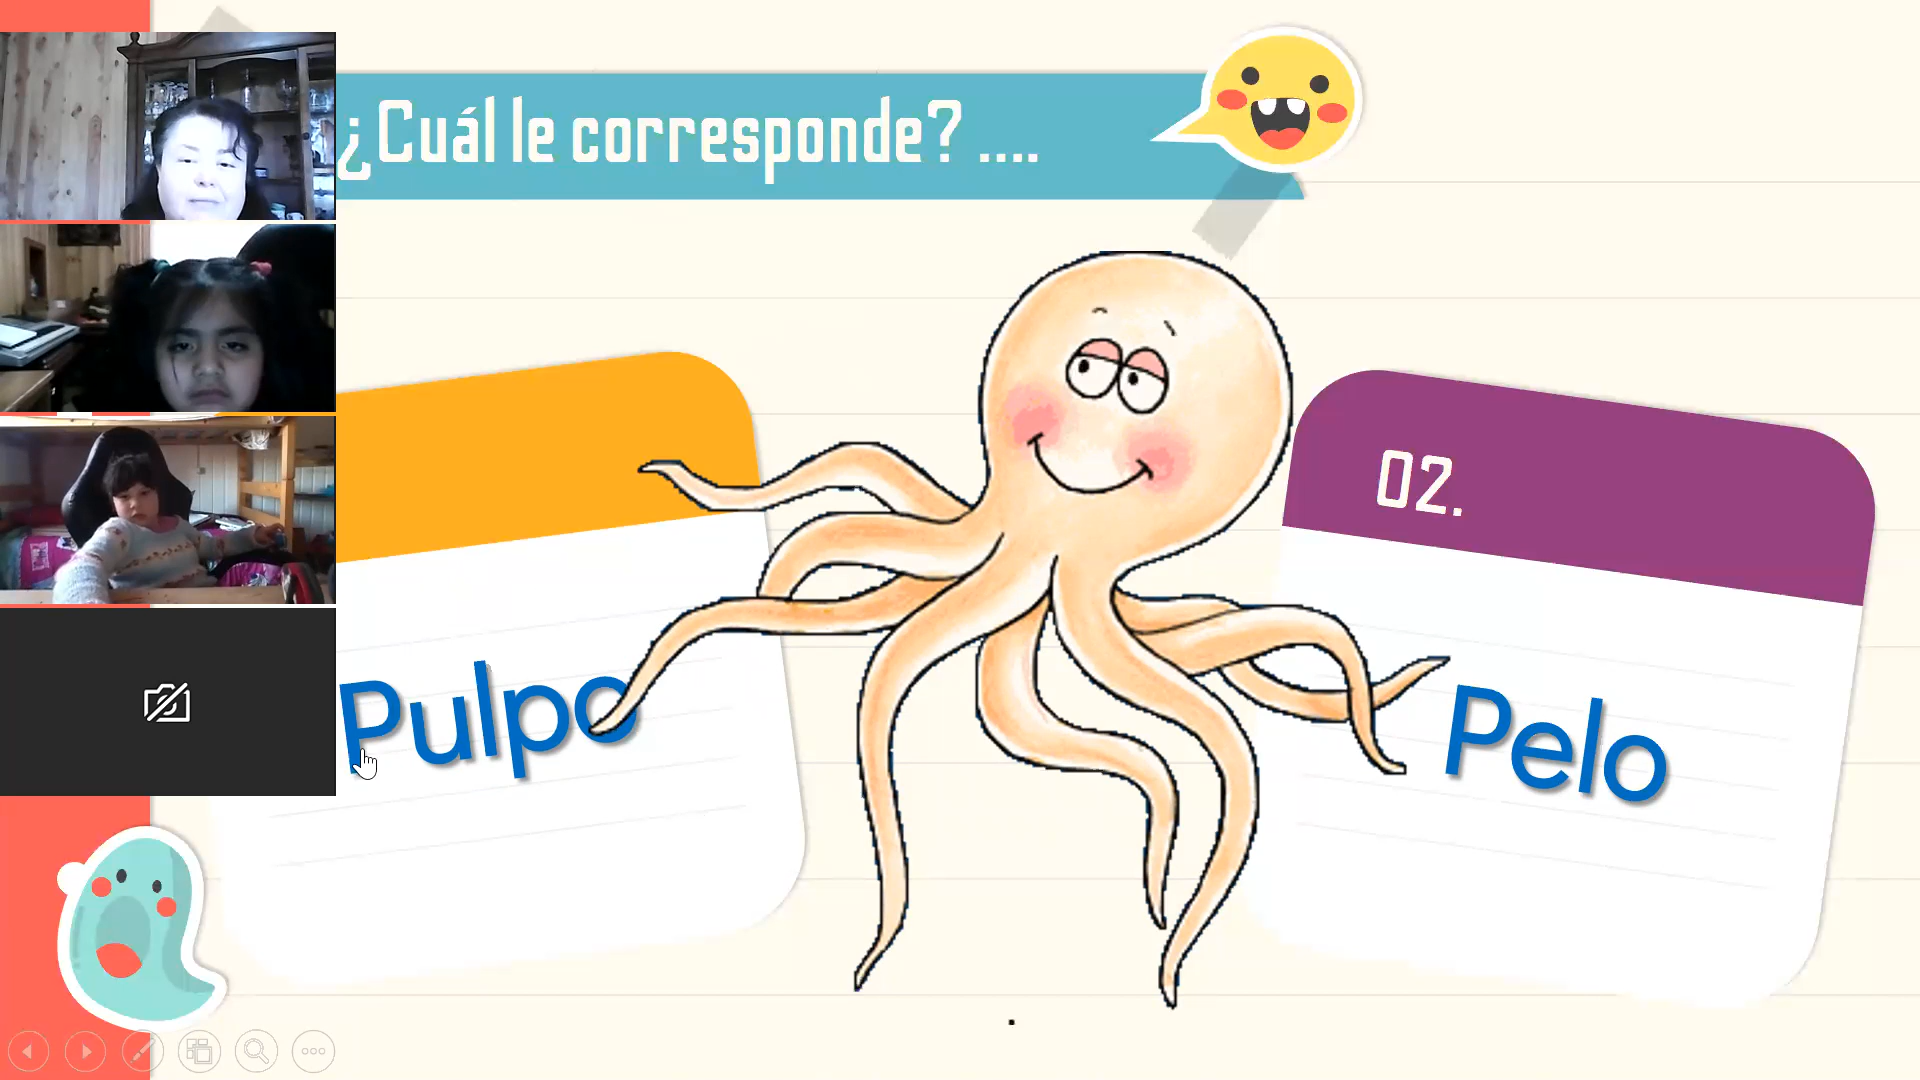 ¿Cuál le corresponde? ....
02.
Pulpo
Pelo